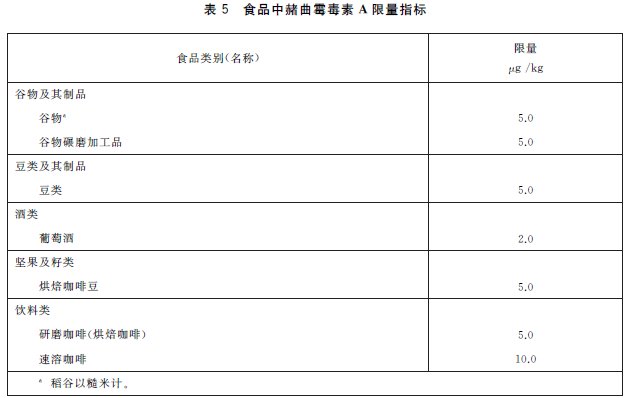 表 5 食品中赭曲霉毒素 A 限量指标
食品类别(名称) 限量
μg /kg
谷物及其制品
谷物ᵃ 5.0
谷物碾磨加工品 5.0
豆类及其制品
豆类 5.0
酒类
葡萄酒 2.0
坚果及籽类
烘焙咖啡豆 5.0
饮料类
研磨咖啡(烘焙咖啡) 5.0
速溶咖啡 10.0
ᵃ 稻谷以糙米计。